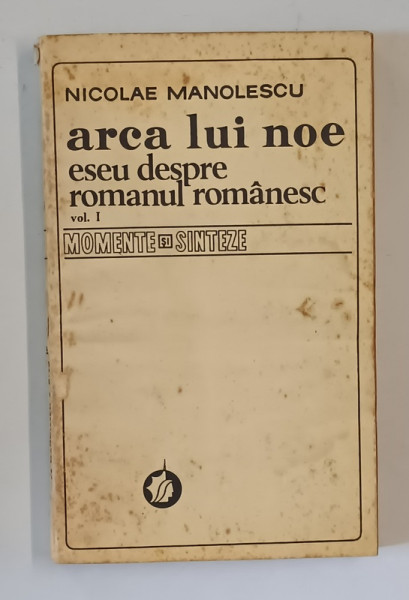 NICOLAE MANOLESCU
arca lui noe
eseu despre
romanul românesc
vol. I
MOMENTE ȘI SINTEZE